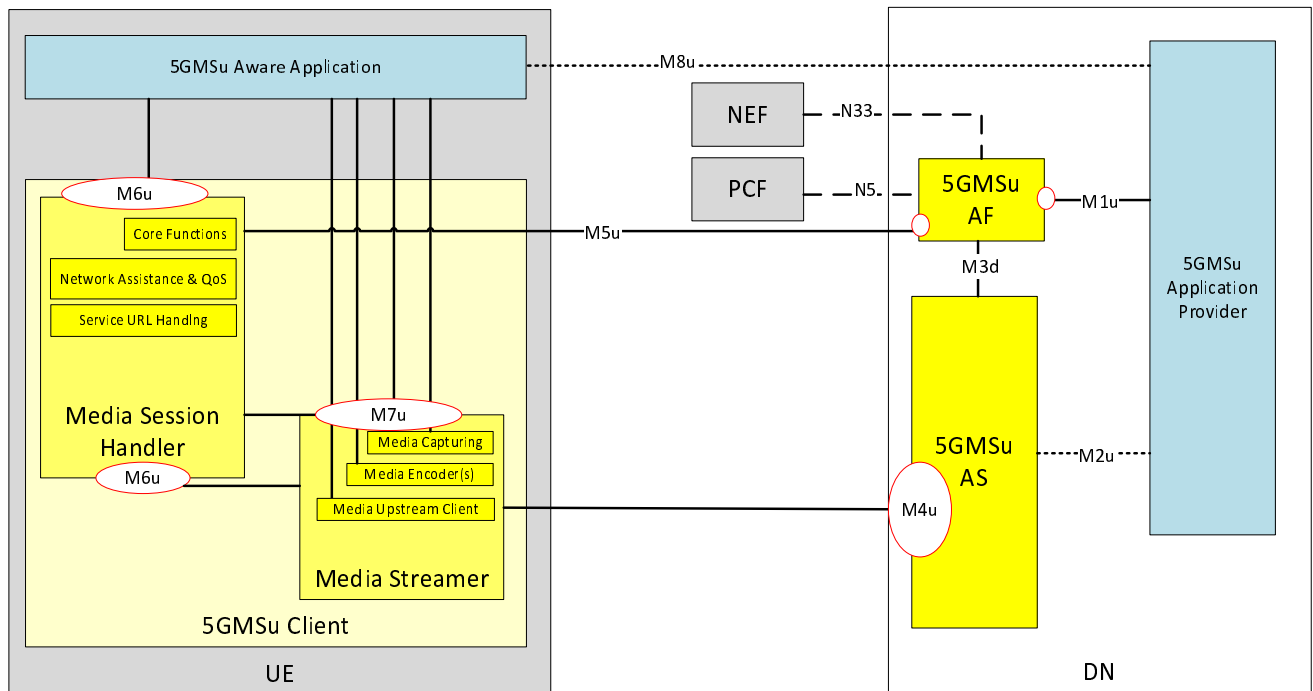 5GMSu Aware Application
M8u
NEF
N33
PCF
N5
5GMSu
AF
M1u
M6u
Core Functions
M5u
Network Assistance & QoS
Service URL Handlng
M3d
5GMSu
Application
Provider
Media Session
Handler
M6u
M7u
Media Capturing
Media Encoder(s)
Media Upstream Client
Media Streamer
5GMSu
AS
M2u
M4u
5GMSu Client
UE
DN